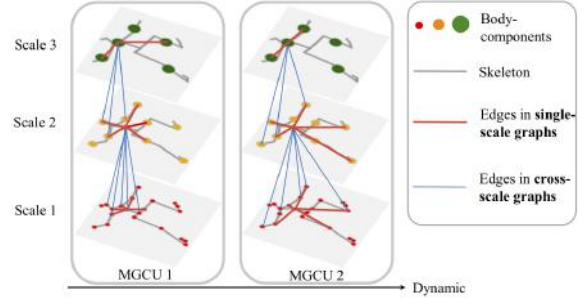 Scale 3
Scale 2
Scale 1
MGCU 1
MGCU 2
Dynamic
Body-
components
Skeleton
Edges in single-
scale graphs
Edges in cross-
scale graphs